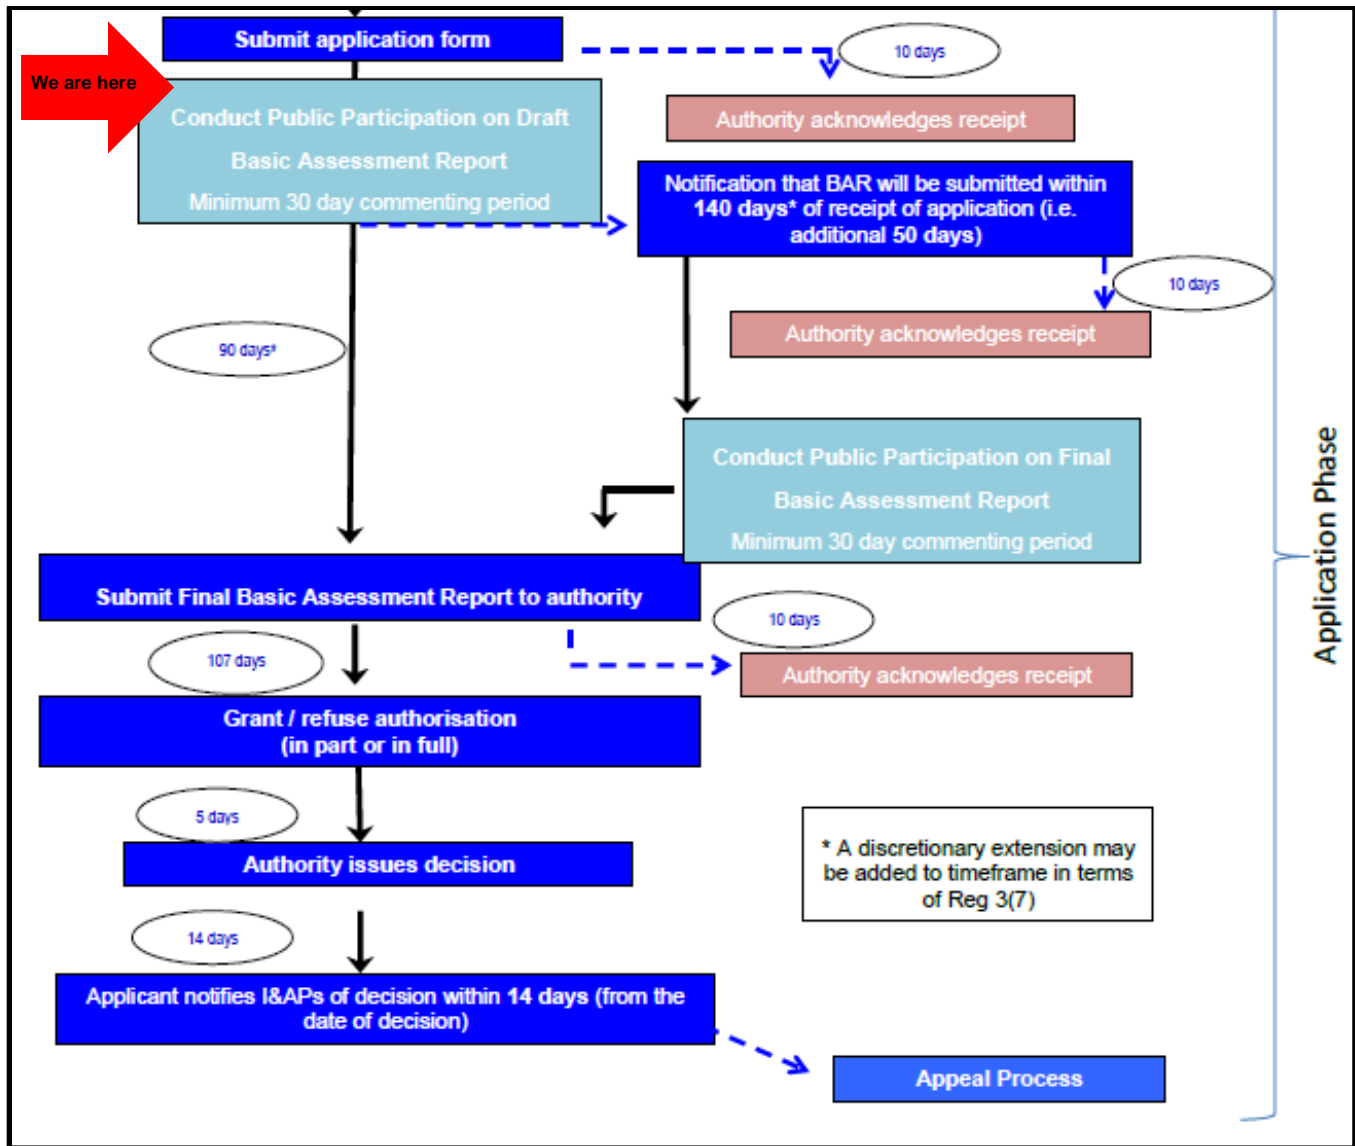 Submit application form
10 days
We are here
Conduct Public Participation on Draft
Basic Assessment Report
Minimum 30 day commenting period
Authority acknowledges receipt
Notification that BAR will be submitted within
140 days* of receipt of application (i.e.
additional 50 days)
10 days
Authority acknowledges receipt
90 days*
Conduct Public Participation on Final
Basic Assessment Report
Minimum 30 day commenting period
Submit Final Basic Assessment Report to authority
10 days
107 days
Authority acknowledges receipt
Grant / refuse authorisation
(in part or in full)
5 days
Authority issues decision
* A discretionary extension may
be added to timeframe in terms
of Reg 3(7)
14 days
Applicant notifies I&APs of decision within 14 days (from the
date of decision)
Appeal Process
Application Phase